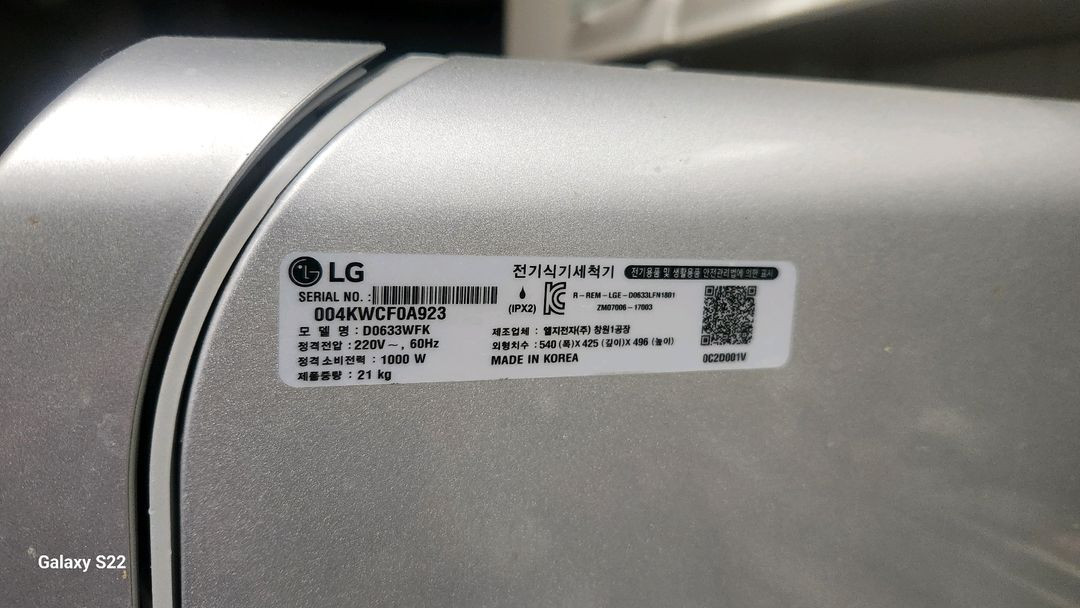 LG
SERIAL NO. :
004KWCF0A923
모 델 명 : D0633WFK
정격전압 : 220V ~, 60Hz
정격소비전력 : 1000 W
제품중량 : 21 kg
전기식기세척기 전기용품 및 생활용품 안전관리법에 의한 표시
(IPX2)
R-REM-LGE-D0633LFN1801
ZM07006-17003
제조업체 : 엘지전자(주) 창원1공장
외형치수 : 540 (폭) X 425 (깊이) X 496 (높이)
MADE IN KOREA
0C2D001V
Galaxy S22